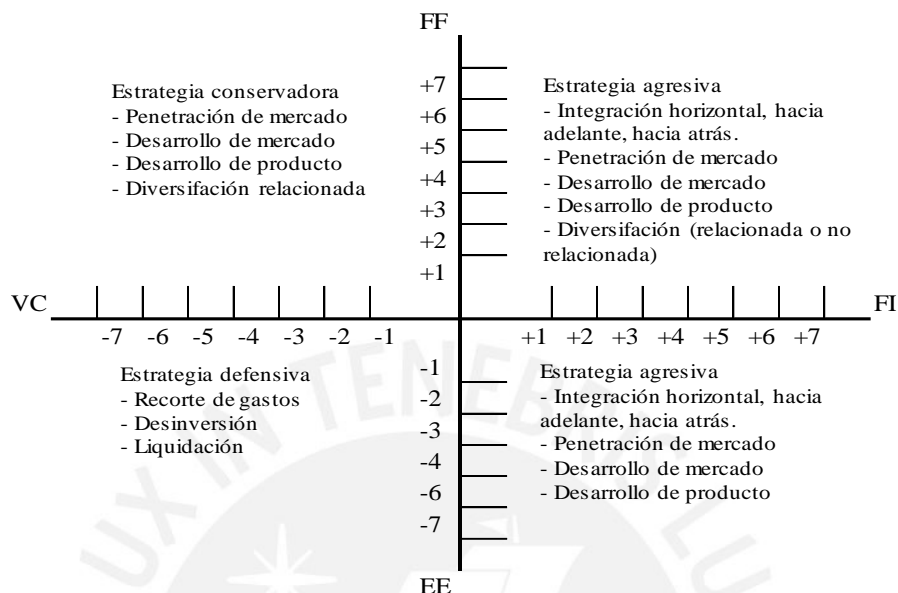 FF
Estrategia conservadora
- Penetración de mercado
- Desarrollo de mercado
- Desarrollo de producto
- Diversifación relacionada
+7
+6
+5
+4
+3
+2
+1
Estrategia agresiva
- Integración horizontal, hacia
adelante, hacia atrás.
- Penetración de mercado
- Desarrollo de mercado
- Desarrollo de producto
- Diversifación (relacionada o no
relacionada)
VC
FI
-7 -6 -5 -4 -3 -2 -1
+1 +2 +3 +4 +5 +6 +7
Estrategia defensiva
- Recorte de gastos
- Desinversión
- Liquidación
-1
-2
-3
-4
-6
-7
Estrategia agresiva
- Integración horizontal, hacia
adelante, hacia atrás.
- Penetración de mercado
- Desarrollo de mercado
- Desarrollo de producto
EE
UX IN TENEBRIS LU